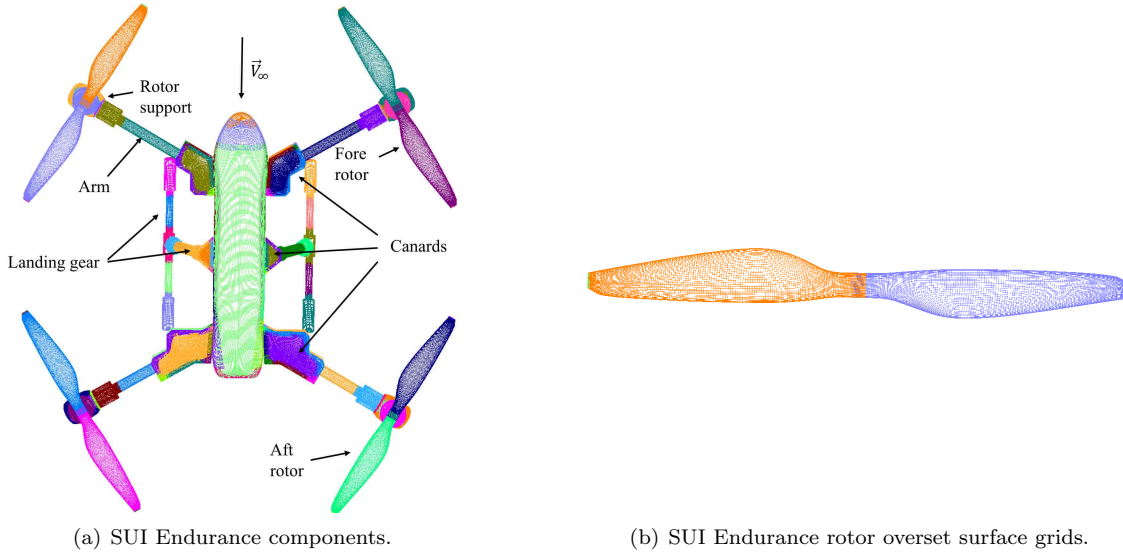 V∞
Rotor
support
Fore
rotor
Arm
Canards
Landing gear
Aft
rotor
(a) SUI Endurance components.
(b) SUI Endurance rotor overset surface grids.